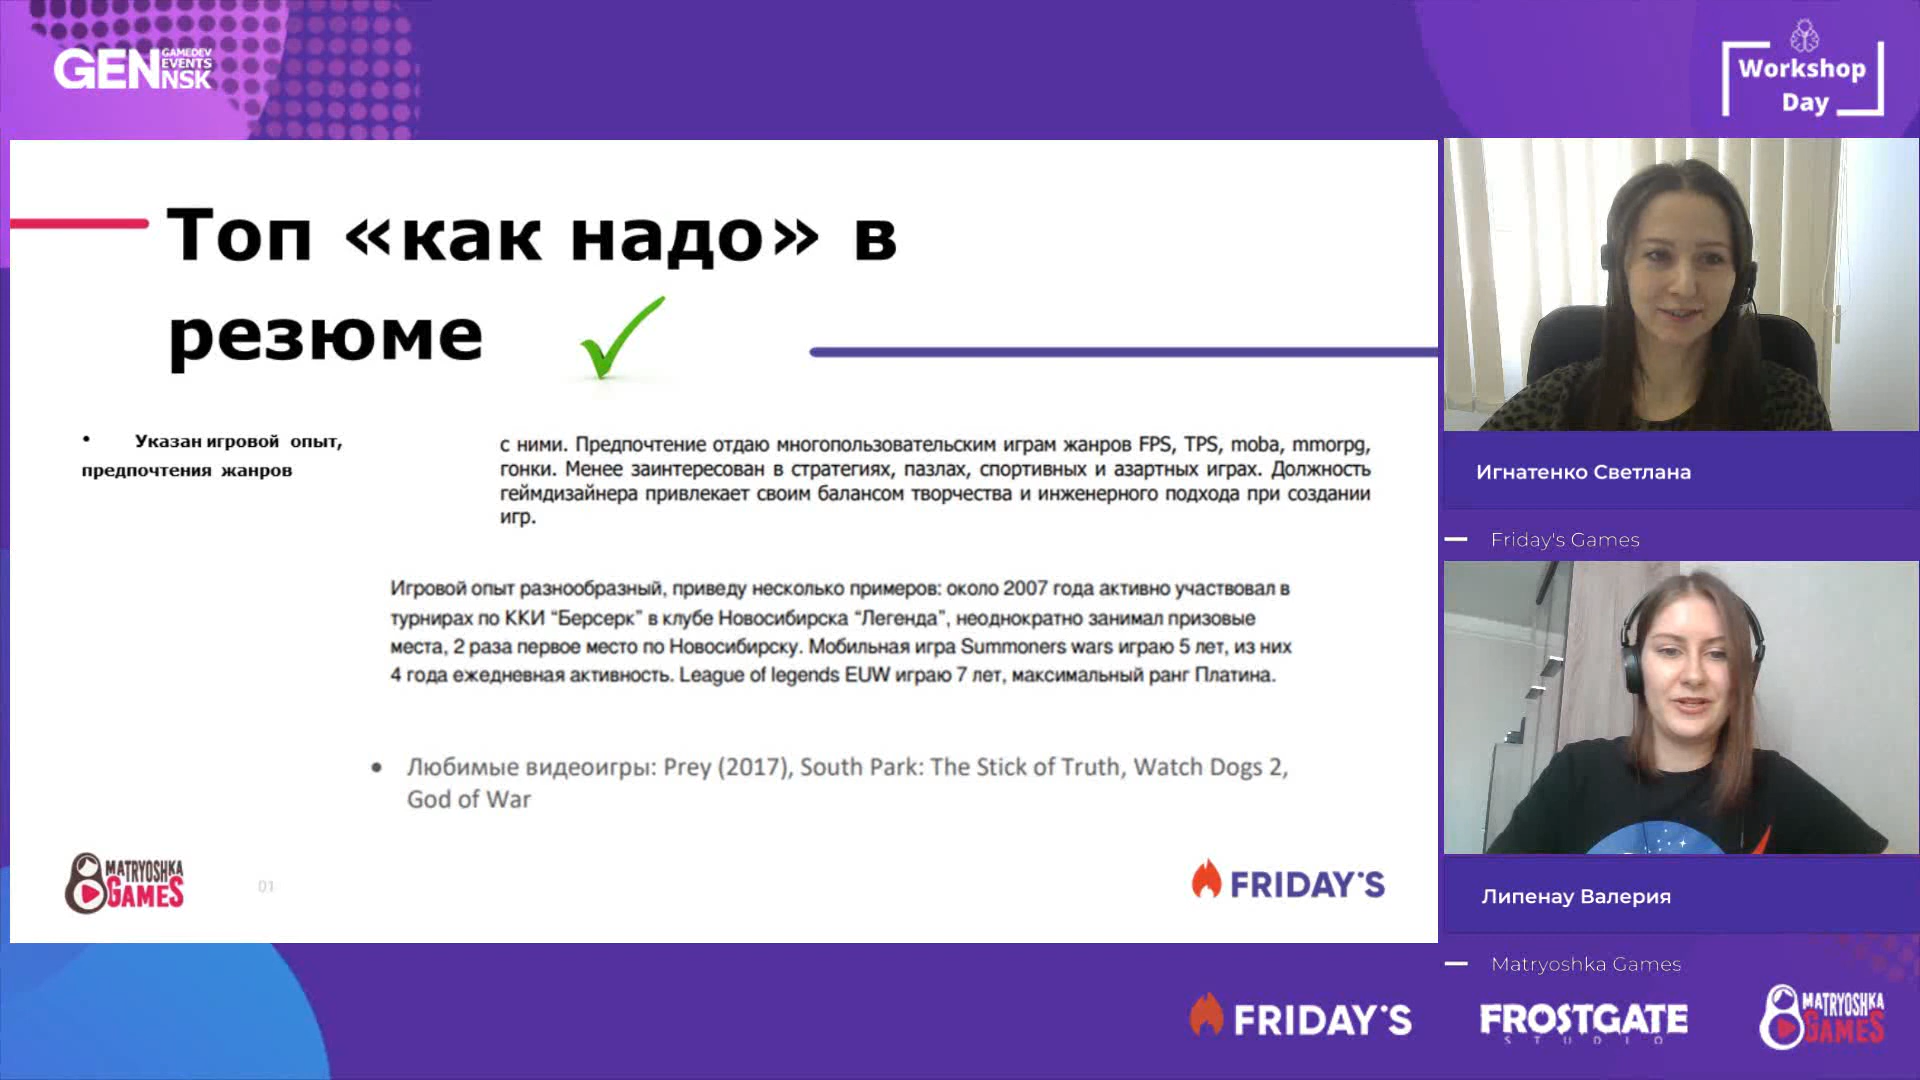 GEN GAMEDEV EVENTS NSK
Workshop
Day
Топ «как надо» в
резюме
• Указан игровой опыт,
предпочтения жанров
с ними. Предпочтение отдаю многопользовательским играм жанров FPS, TPS, moba, mmorpg,
гонки. Менее заинтересован в стратегиях, пазлах, спортивных и азартных играх. Должность
геймдизайнера привлекает своим балансом творчества и инженерного подхода при создании
игр.
Игровой опыт разнообразный, приведу несколько примеров: около 2007 года активно участвовал в
турнирах по ККИ “Берсерк” в клубе Новосибирска “Легенда”, неоднократно занимал призовые
места, 2 раза первое место по Новосибирску. Мобильная игра Summoners wars играю 5 лет, из них
4 года ежедневная активность. League of legends EUW играю 7 лет, максимальный ранг Платина.
• Любимые видеоигры: Prey (2017), South Park: The Stick of Truth, Watch Dogs 2,
God of War
MATRYOSHKA
GAMES
01
FRIDAY'S
Игнатенко Светлана
Friday's Games
Липенау Валерия
Matryoshka Games
FRIDAY'S
FROSTGATE
STUDIO
MATRYOSHKA
GAMES